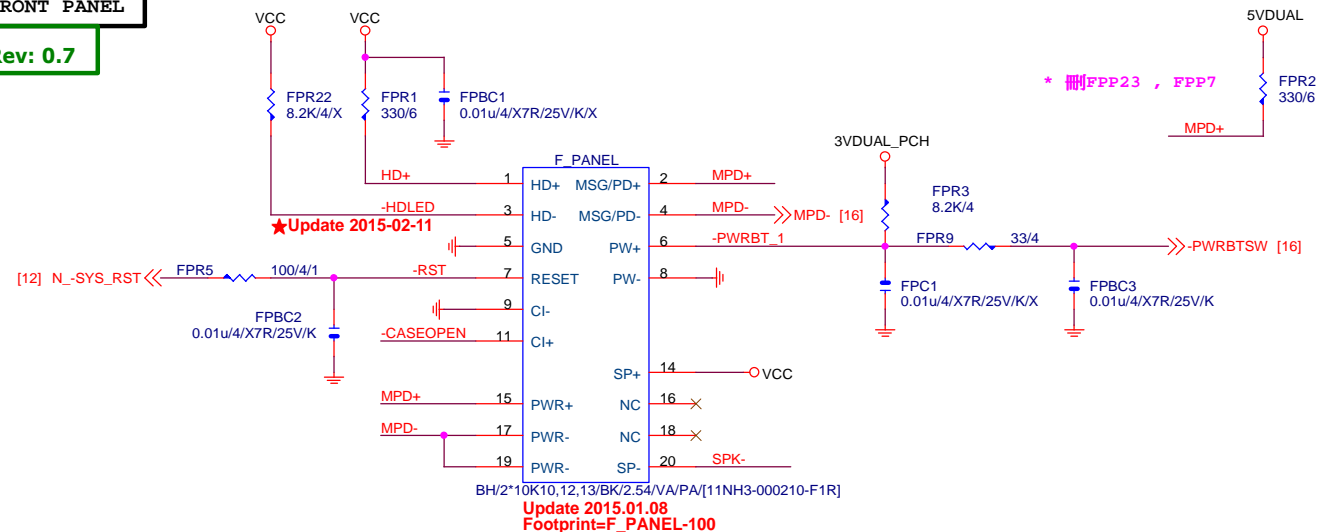 RONT PANEL
Rev: 0.7
VCC
VCC
5VDUAL
FPR22
8.2K/4/X
FPR1
330/6
FPBC1
0.01u/4/X7R/25V/K/X
* 刪FPP23 , FPP7
FPR2
330/6
MPD+
3VDUAL_PCH
F_PANEL
HD+
1
HD+
MSG/PD+
2
MPD+
FPR3
8.2K/4
-HDLED
3
HD-
MSG/PD-
4
MPD-
MPD- [16]
★Update 2015-02-11
5
GND
PW+
6
-PWRBT_1
FPR9
33/4
-PWRBTSW [16]
[12] N_-SYS_RST
FPR5
100/4/1
-RST
7
RESET
PW-
8
9
CI-
FPC1
0.01u/4/X7R/25V/K/X
FPBC3
0.01u/4/X7R/25V/K
FPBC2
0.01u/4/X7R/25V/K
-CASEOPEN
11
CI+
SP+
14
VCC
MPD+
15
PWR+
NC
16
MPD-
17
PWR-
NC
18
19
PWR-
SP-
20
SPK-
BH/2*10K10,12,13/BK/2.54/VA/PA/[11NH3-000210-F1R]
Update 2015.01.08
Footprint=F_PANEL-100